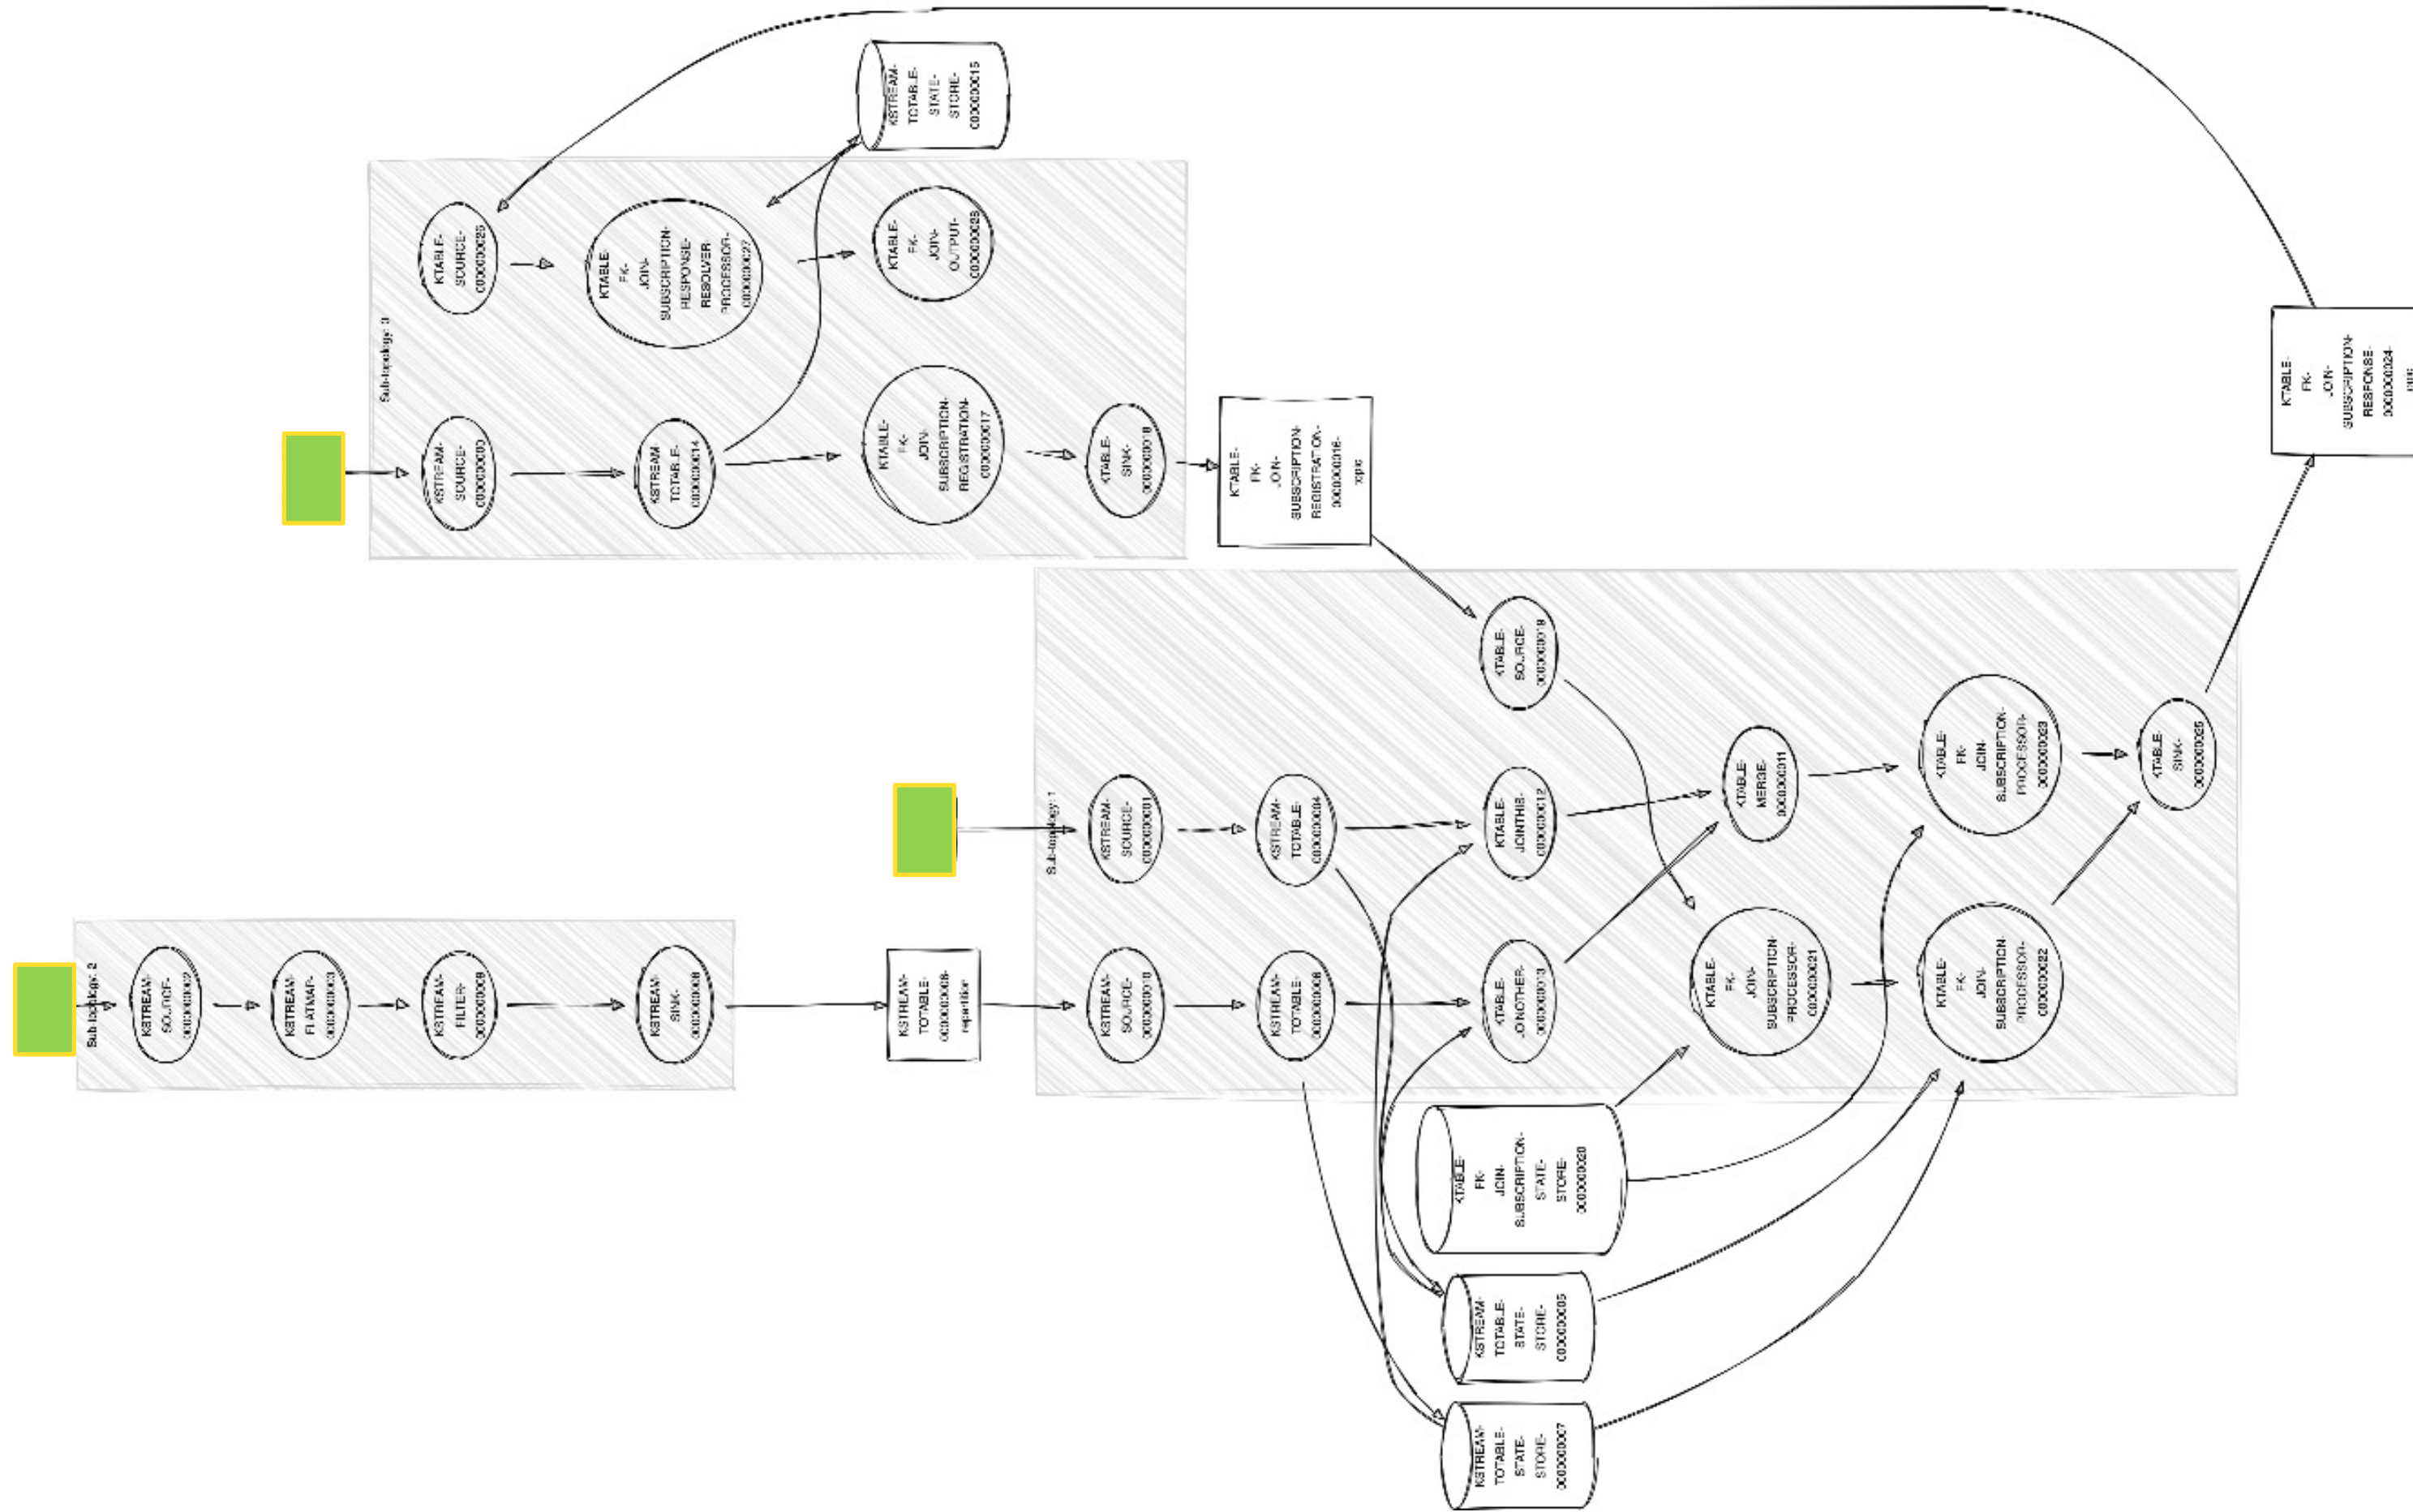 Sub-topology: 2
KSTREAM-
SOURCE-
0000000002
KSTREAM-
FLATMAP-
0000000003
KSTREAM-
FILTER-
0000000009
KSTREAM-
SINK-
0000000008
KSTREAM-
TOTABLE-
0000000006-
repartition
Sub-topology: 0
KSTREAM-
SOURCE-
0000000000
KTABLE-
SOURCE-
0000000026
KSTREAM-
TOTABLE-
0000000014
KTABLE-
FK-
JOIN-
SUBSCRIPTION-
RESPONSE-
RESOLVER-
PROCESSOR-
0000000027
KSTREAM-
TOTABLE-
STATE-
STORE-
0000000015
KTABLE-
FK-
JOIN-
SUBSCRIPTION-
REGISTRATION-
0000000017
KTABLE-
FK-
JOIN-
OUTPUT-
0000000028
KTABLE-
SINK-
0000000018
KTABLE-
FK-
JOIN-
SUBSCRIPTION-
REGISTRATION-
0000000016-
topic
Sub-topology: 1
KSTREAM-
SOURCE-
0000000010
KSTREAM-
SOURCE-
0000000001
KSTREAM-
TOTABLE-
0000000006
KSTREAM-
TOTABLE-
0000000004
KSTREAM-
TOTABLE-
STATE-
STORE-
0000000007
KSTREAM-
TOTABLE-
STATE-
STORE-
0000000005
KTABLE-
FK-
JOIN-
SUBSCRIPTION-
STATE-
STORE-
0000000020
KTABLE-
JOINOTHER-
0000000013
KTABLE-
JOINTHIS-
0000000012
KTABLE-
SOURCE-
0000000019
KTABLE-
FK-
JOIN-
SUBSCRIPTION-
PROCESSOR-
0000000021
KTABLE-
MERGE-
0000000011
KTABLE-
FK-
JOIN-
SUBSCRIPTION-
PROCESSOR-
0000000022
KTABLE-
FK-
JOIN-
SUBSCRIPTION-
PROCESSOR-
0000000023
KTABLE-
SINK-
0000000025
KTABLE-
FK-
JOIN-
SUBSCRIPTION-
RESPONSE-
0000000024-